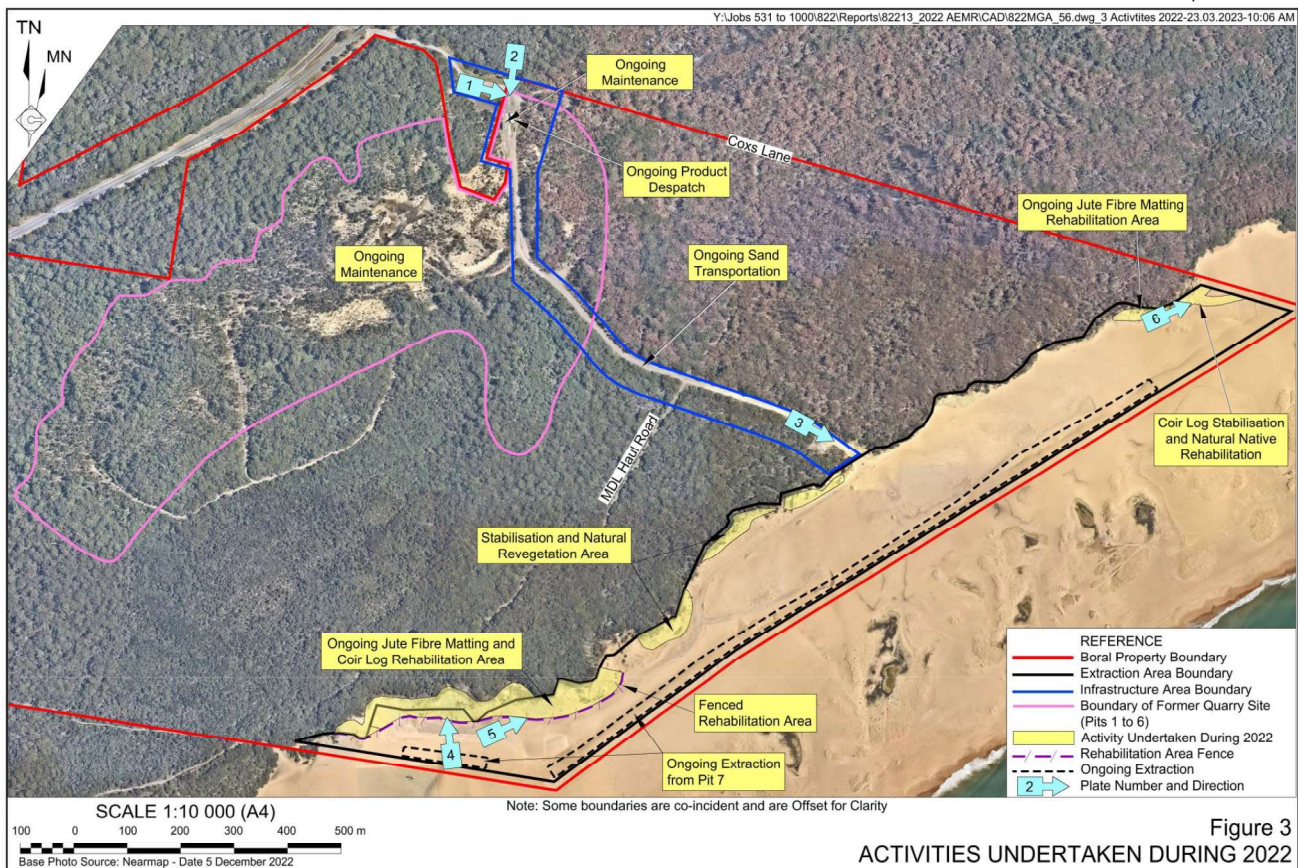 Y:\Jobs 531 to 1000\822\Reports\82213_2022 AEMR\CAD\822MGA_56.dwg_3 Activtites 2022-23.03.2023-10:06 AM
TN
MN
1
2
Ongoing
Maintenance
Coxs Lane
Ongoing Product
Despatch
Ongoing Jute Fibre Matting
Rehabilitation Area
Ongoing
Maintenance
Ongoing Sand
Transportation
6
3
Coir Log Stabilisation
and Natural Native
Rehabilitation
MDL Haul Road
Stabilisation and Natural
Revegetation Area
Ongoing Jute Fibre Matting and
Coir Log Rehabilitation Area
Fenced
Rehabilitation Area
5
4
Ongoing Extraction
from Pit 7
REFERENCE
Boral Property Boundary
Extraction Area Boundary
Infrastructure Area Boundary
Boundary of Former Quarry Site
(Pits 1 to 6)
Activity Undertaken During 2022
Rehabilitation Area Fence
Ongoing Extraction
2 Plate Number and Direction
SCALE 1:10 000 (A4)
100 0 100 200 300 400 500 m
Base Photo Source: Nearmap - Date 5 December 2022
Note: Some boundaries are co-incident and are Offset for Clarity
Figure 3
ACTIVITIES UNDERTAKEN DURING 2022